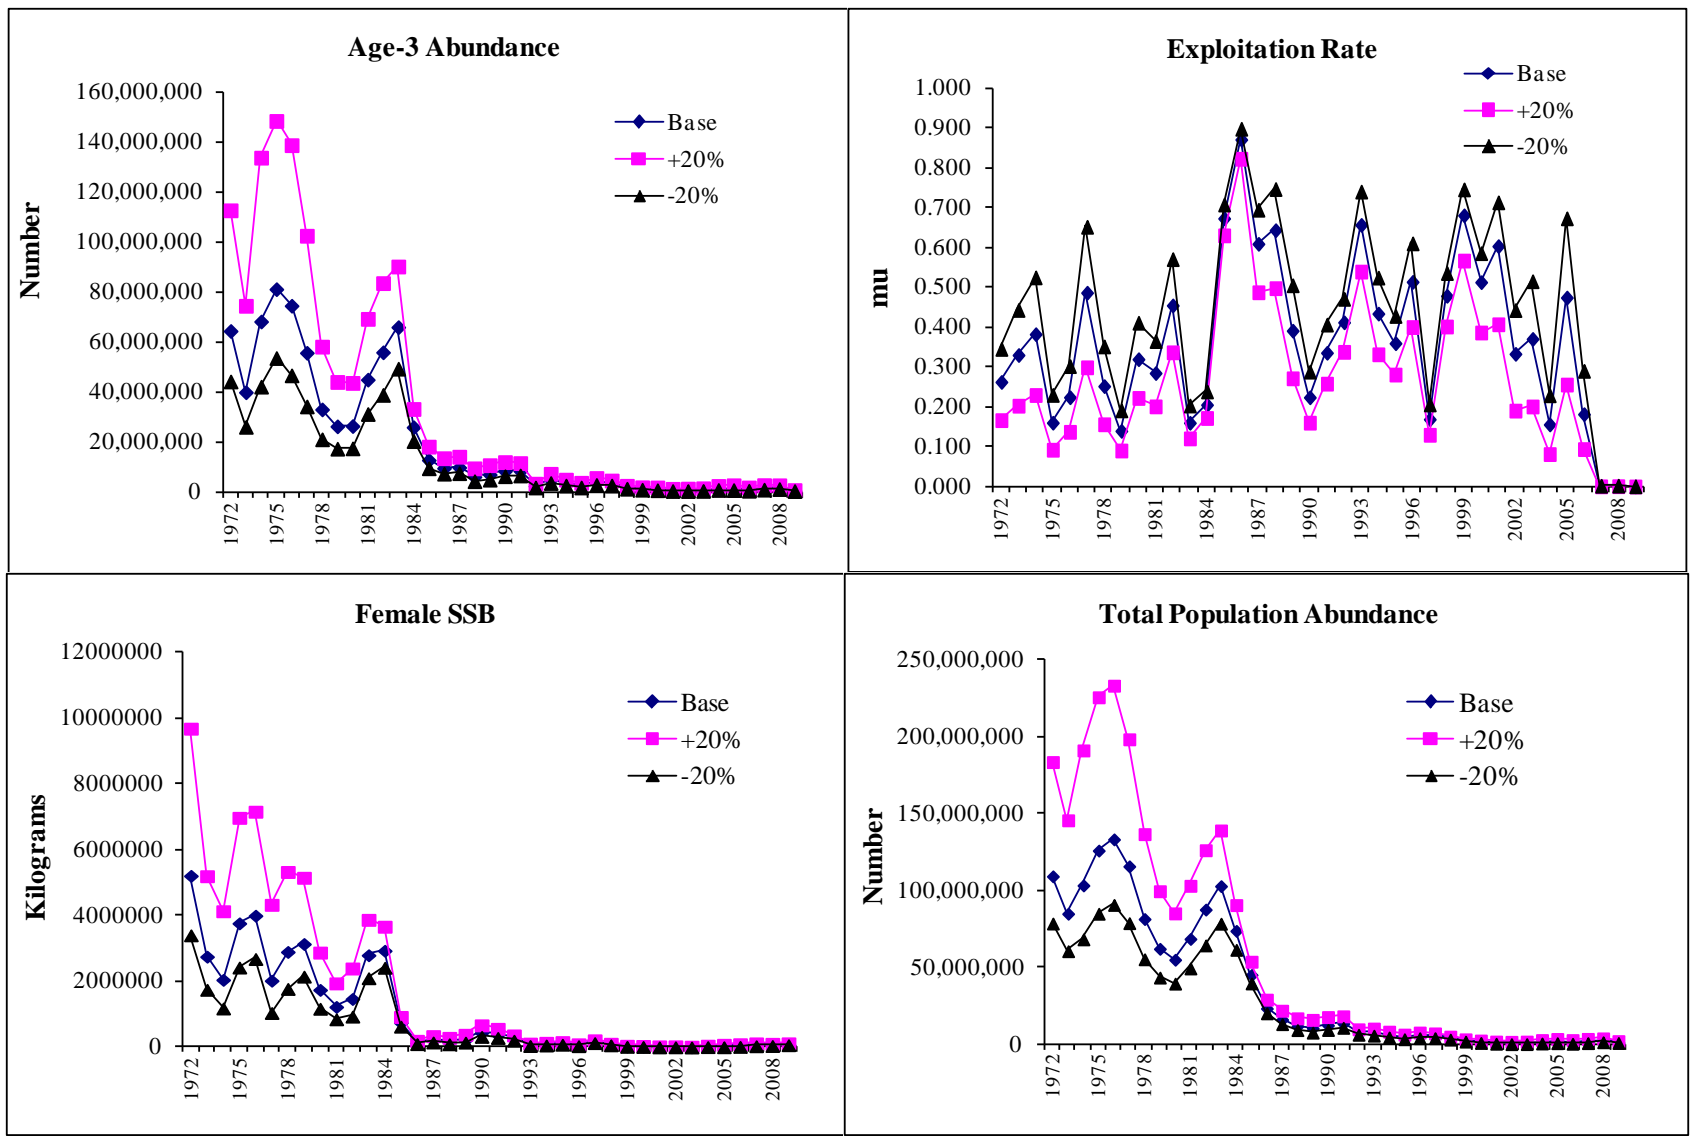 Age-3 Abundance
Number
160,000,000
140,000,000
120,000,000
100,000,000
80,000,000
60,000,000
40,000,000
20,000,000
0
Base
+20%
-20%
1972 1975 1978 1981 1984 1987 1990 1993 1996 1999 2002 2005 2008
Exploitation Rate
mu
1.000
0.900
0.800
0.700
0.600
0.500
0.400
0.300
0.200
0.100
0.000
Base
+20%
-20%
1972 1975 1978 1981 1984 1987 1990 1993 1996 1999 2002 2005 2008
Female SSB
Kilograms
12000000
10000000
8000000
6000000
4000000
2000000
0
Base
+20%
-20%
1972 1975 1978 1981 1984 1987 1990 1993 1996 1999 2002 2005 2008
Total Population Abundance
Number
250,000,000
200,000,000
150,000,000
100,000,000
50,000,000
0
Base
+20%
-20%
1972 1975 1978 1981 1984 1987 1990 1993 1996 1999 2002 2005 2008